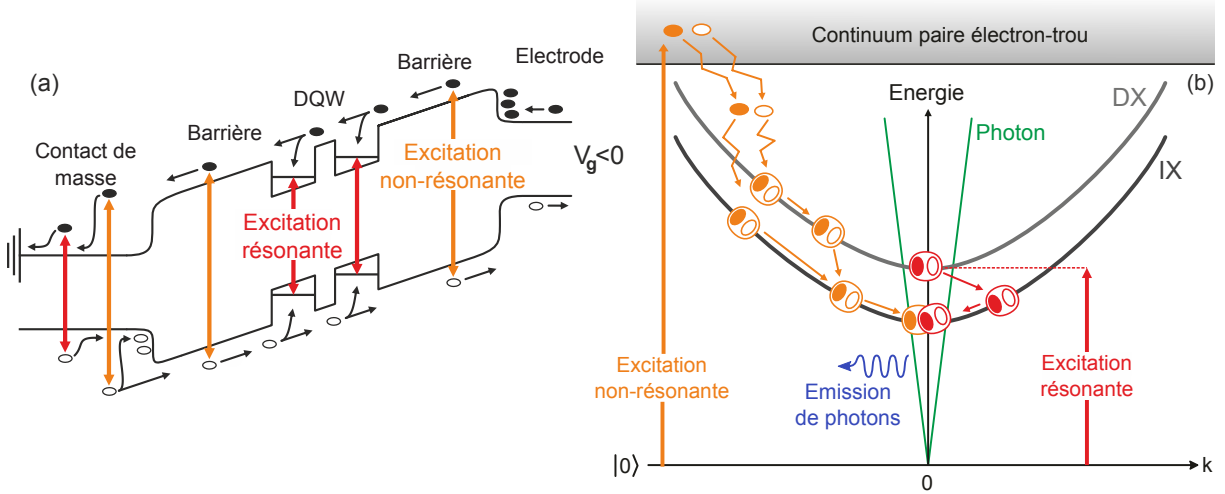 (a)
Contact de
masse
Barrière
DQW
Barrière
Electrode
Excitation
résonante
Excitation
non-résonante
Vg<0
Continuum paire électron-trou
(b)
Energie
DX
Photon
IX
Excitation
non-résonante
Emission
de photons
Excitation
résonante
|0⟩
0
k